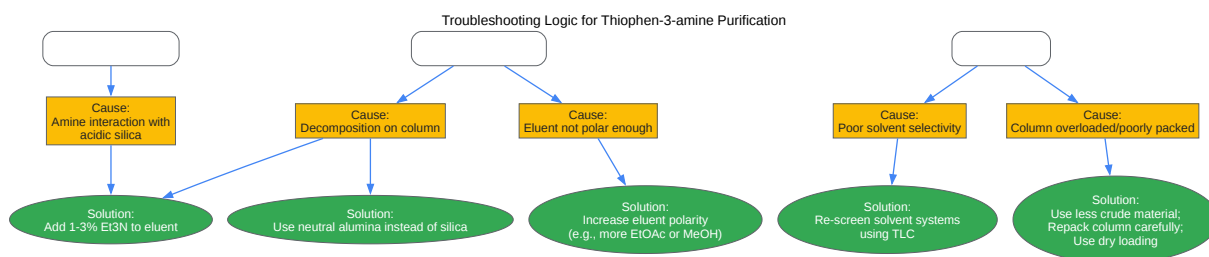 Troubleshooting Logic for Thiophen-3-amine Purification
Cause:
Amine interaction with
acidic silica
Cause:
Decomposition on column
Cause:
Eluent not polar enough
Cause:
Poor solvent selectivity
Cause:
Column overloaded/poorly packed
Solution:
Add 1-3% Et3N to eluent
Solution:
Use neutral alumina instead of silica
Solution:
Increase eluent polarity
(e.g., more EtOAc or MeOH)
Solution:
Re-screen solvent systems
using TLC
Solution:
Use less crude material;
Repack column carefully;
Use dry loading